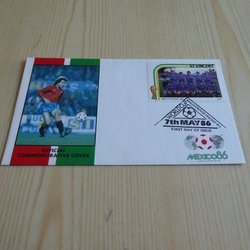 ST.VINCENT
7TH MAY 86
FIRST DAY OF ISSUE
OFFICIAL
COMMEMORATIVE COVER
MEXICO86